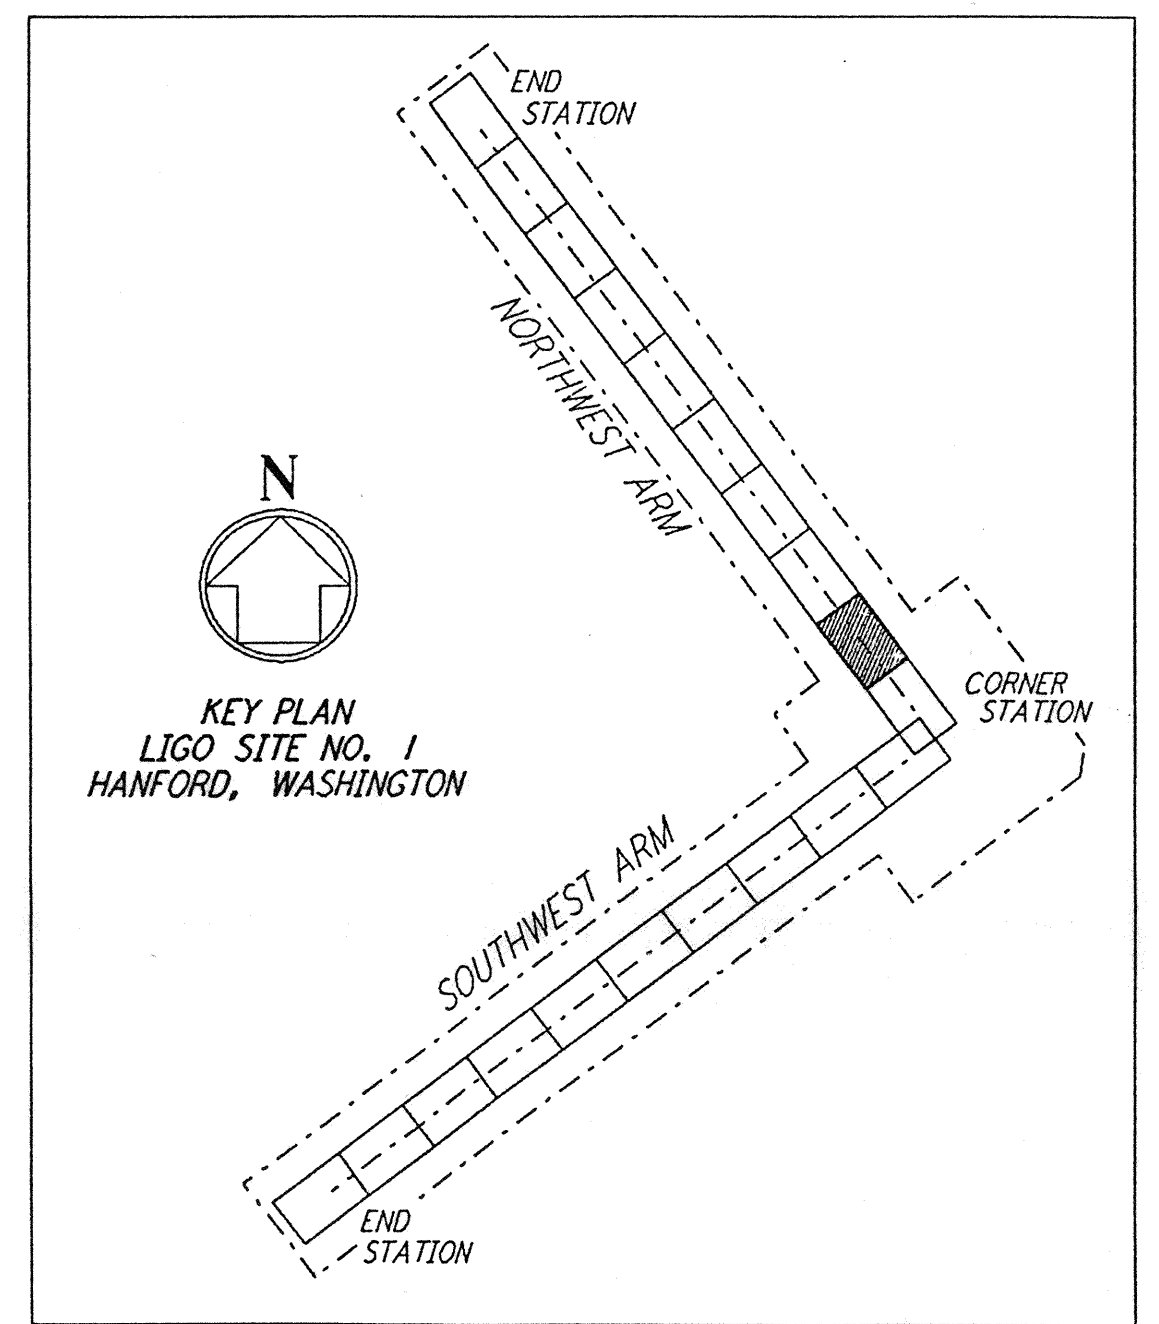 END
STATION
NORTHWEST ARM
N
KEY PLAN
LIGO SITE NO. 1
HANFORD, WASHINGTON
CORNER
STATION
SOUTHWEST ARM
END
STATION